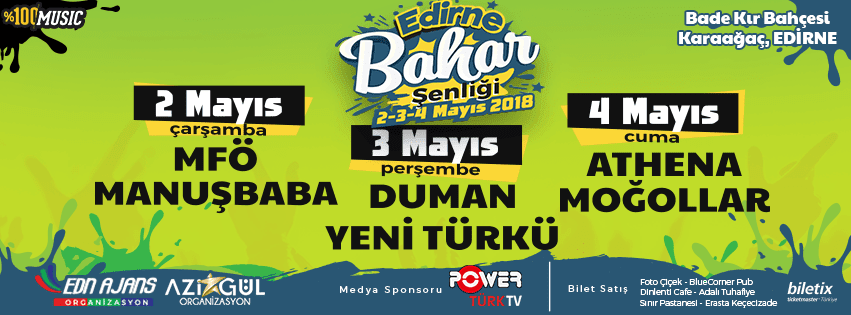 %100 MUSIC
Edirne
Bahar
Şenliği
2-3-4 Mayıs 2018
Bade Kır Bahçesi
Karaağaç, EDİRNE
2 Mayıs
çarşamba
MFÖ
MANUŞBABA
3 Mayıs
perşembe
DUMAN
YENİ TÜRKÜ
4 Mayıs
cuma
ATHENA
MOĞOLLAR
EDN AJANS
ORGANİZASYON
AZIGÜL
ORGANİZASYON
Medya Sponsoru
POWER
TÜRK TV
Bilet Satış
Foto Çiçek - BlueCorner Pub
Dinlenti Cafe - Adalı Tuhafiye
Sınır Pastanesi - Erasta Keçecizade
biletix
ticketmaster Türkiye